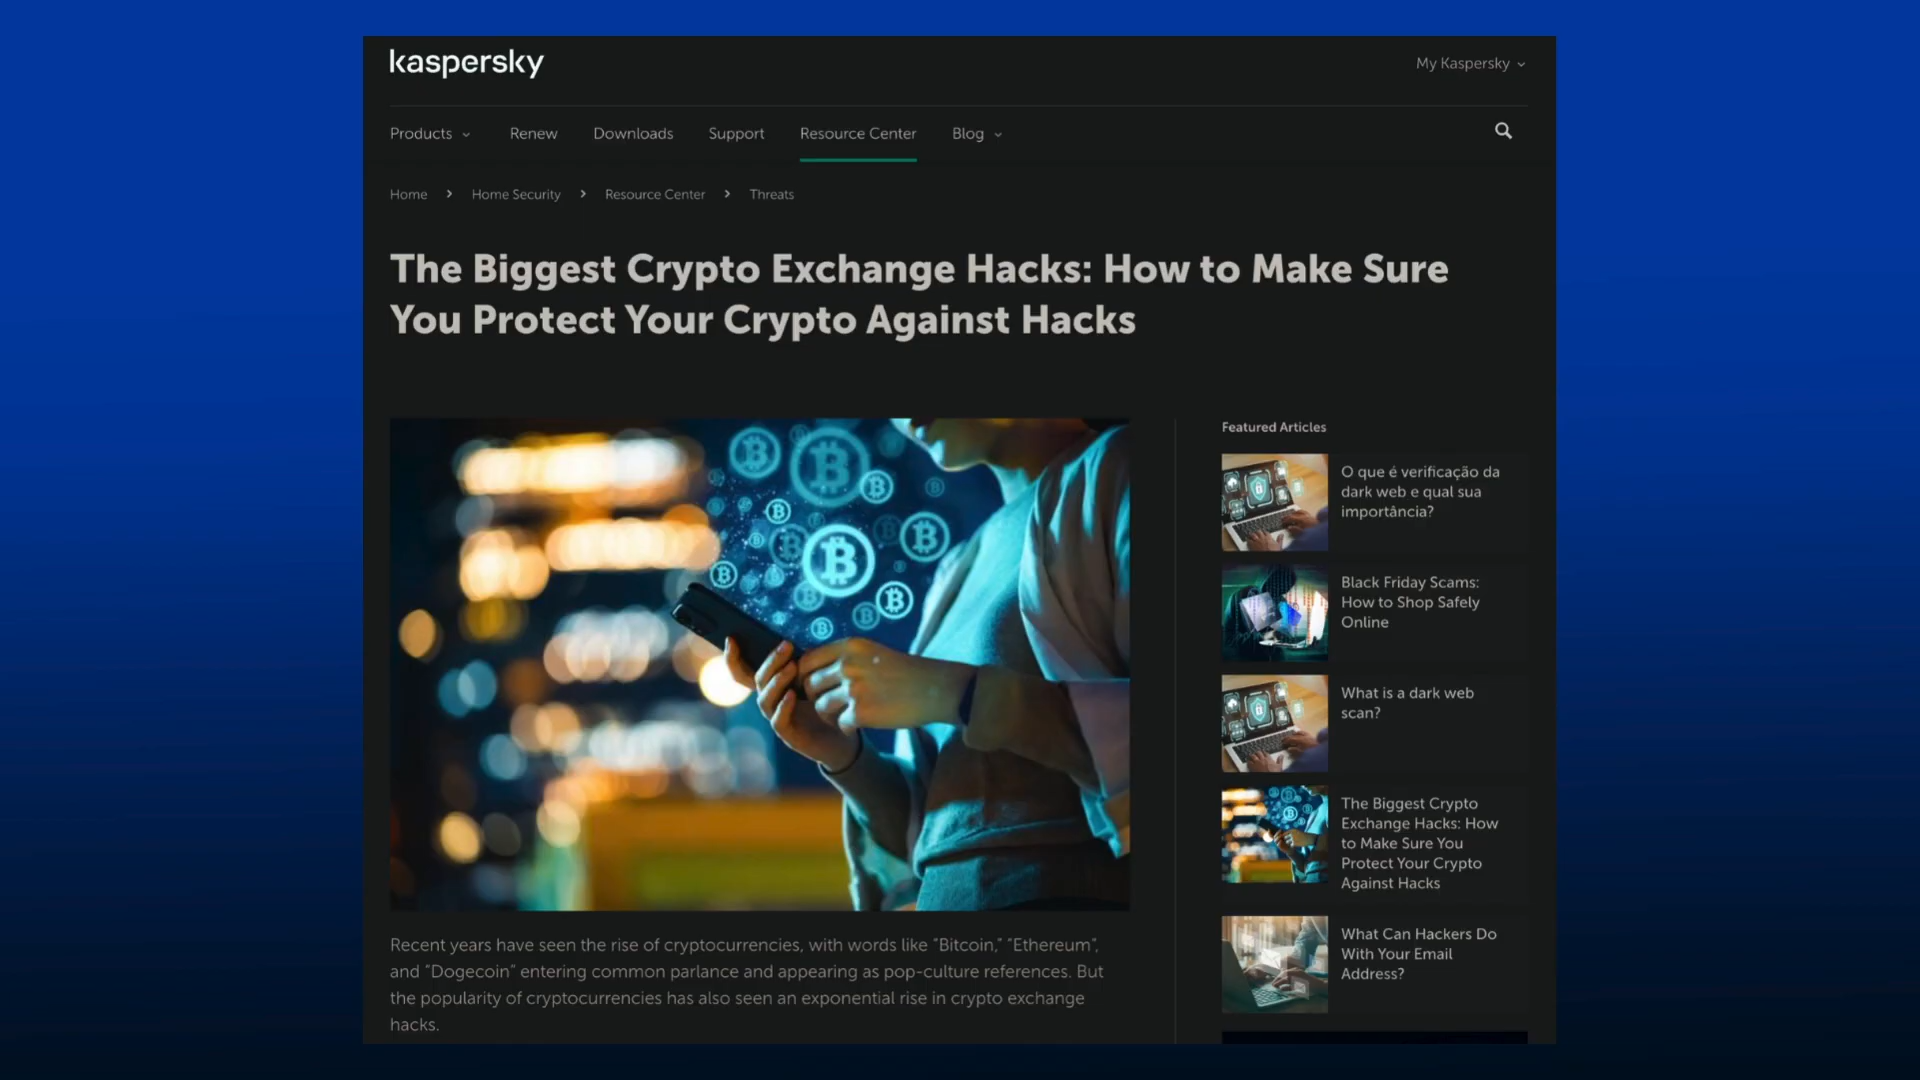 kaspersky
My Kaspersky
Products
Renew
Downloads
Support
Resource Center
Blog
Home
Home Security
Resource Center
Threats
The Biggest Crypto Exchange Hacks: How to Make Sure
You Protect Your Crypto Against Hacks
Recent years have seen the rise of cryptocurrencies, with words like “Bitcoin,” “Ethereum”,
and “Dogecoin” entering common parlance and appearing as pop-culture references. But
the popularity of cryptocurrencies has also seen an exponential rise in crypto exchange
hacks.
Featured Articles
O que é verificação da
dark web e qual sua
importância?
Black Friday Scams:
How to Shop Safely
Online
What is a dark web
scan?
The Biggest Crypto
Exchange Hacks: How
to Make Sure You
Protect Your Crypto
Against Hacks
What Can Hackers Do
With Your Email
Address?